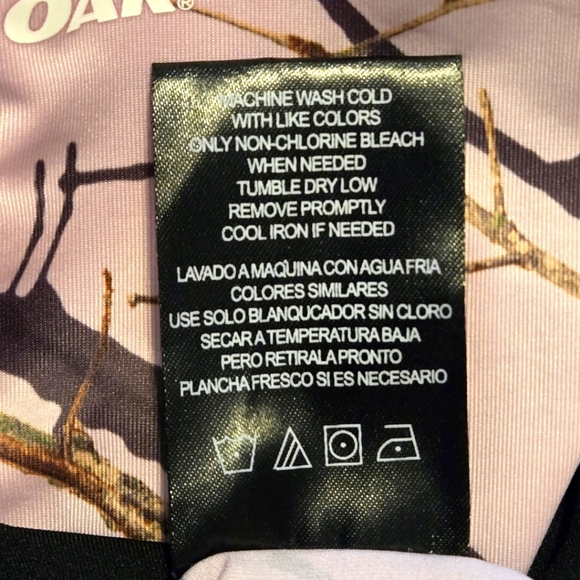 OAK®
MACHINE WASH COLD
WITH LIKE COLORS
ONLY NON-CHLORINE BLEACH
WHEN NEEDED
TUMBLE DRY LOW
REMOVE PROMPTLY
COOL IRON IF NEEDED
LAVADO A MAQUINA CON AGUA FRIA
COLORES SIMILARES
USE SOLO BLANQUCADOR SIN CLORO
SECAR A TEMPERATURA BAJA
PERO RETIRALA PRONTO
PLANCHA FRESCO SI ES NECESARIO